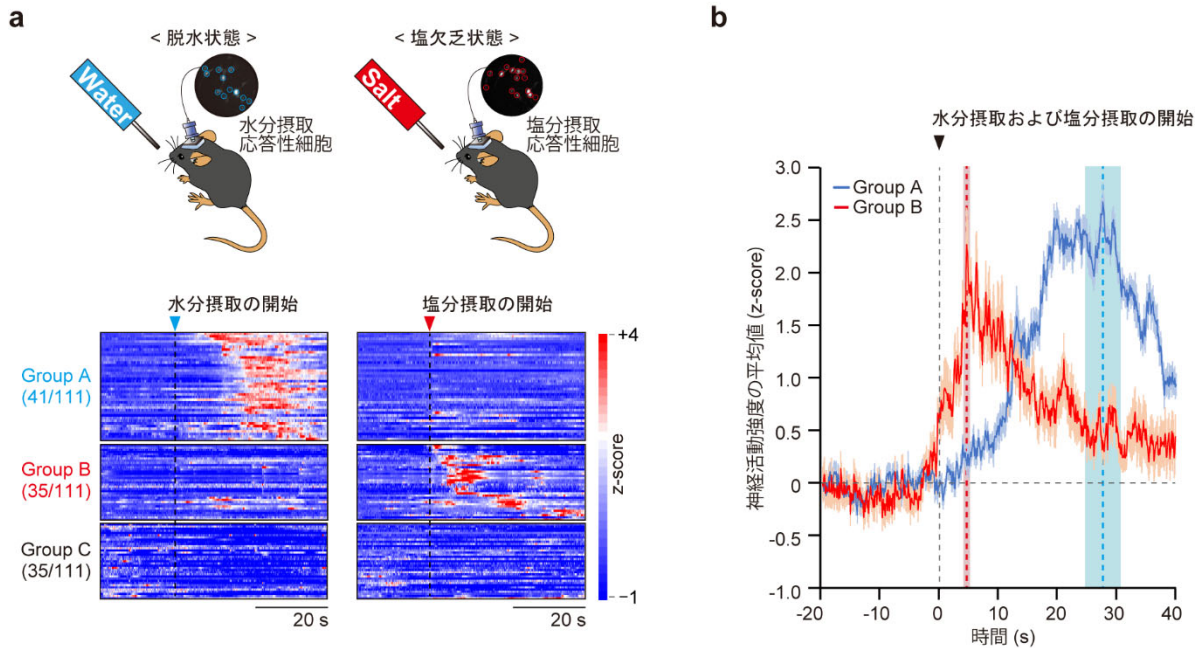 a
< 脱水状態 >
< 塩欠乏状態 >
Water
Salt
水分摂取
応答性細胞
塩分摂取
応答性細胞
水分摂取の開始
塩分摂取の開始
Group A
(41/111)
Group B
(35/111)
Group C
(35/111)
+4
z-score
−1
20 s
20 s
b
水分摂取および塩分摂取の開始
Group A
Group B
神経活動強度の平均値 (z-score)
3.0
2.5
2.0
1.5
1.0
0.5
0
-0.5
-1.0
-20
-10
0
10
20
30
40
時間 (s)